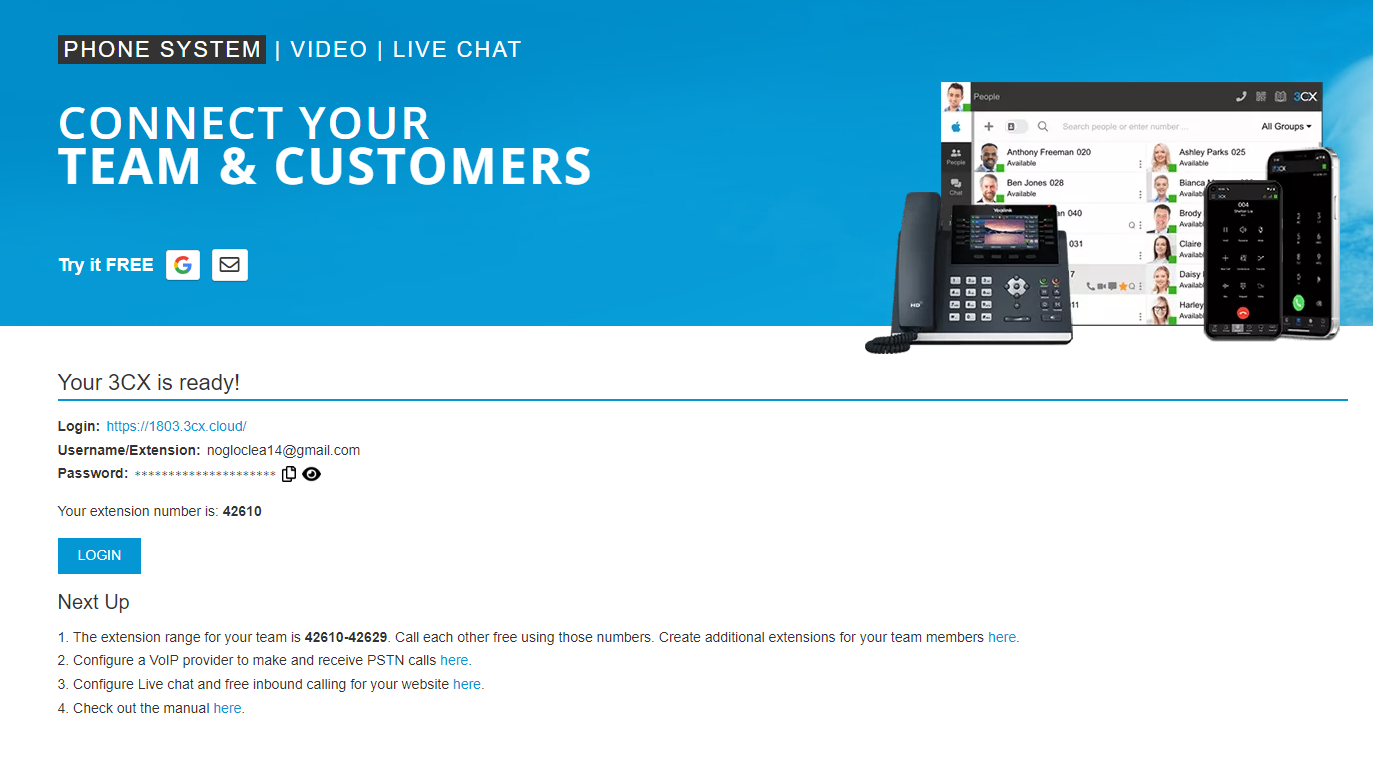 PHONE SYSTEM | VIDEO | LIVE CHAT
CONNECT YOUR
TEAM & CUSTOMERS
Try it FREE
People
3CX
Search people or enter number ...
All Groups
People
Chat
Anthony Freeman 020
Available
Ashley Parks 025
Available
Ben Jones 028
Available
Bianca
Availab
an 040
Brody
Availab
031
Claire
Availab
7
Daisy
Availab
11
Harley
Availab
Yealink
HD
004
3CX
Your 3CX is ready!
Login: https://1803.3cx.cloud/
Username/Extension: nogloclea14@gmail.com
Password: *********************
Your extension number is: 42610
LOGIN
Next Up
1. The extension range for your team is 42610-42629. Call each other free using those numbers. Create additional extensions for your team members here.
2. Configure a VoIP provider to make and receive PSTN calls here.
3. Configure Live chat and free inbound calling for your website here.
4. Check out the manual here.